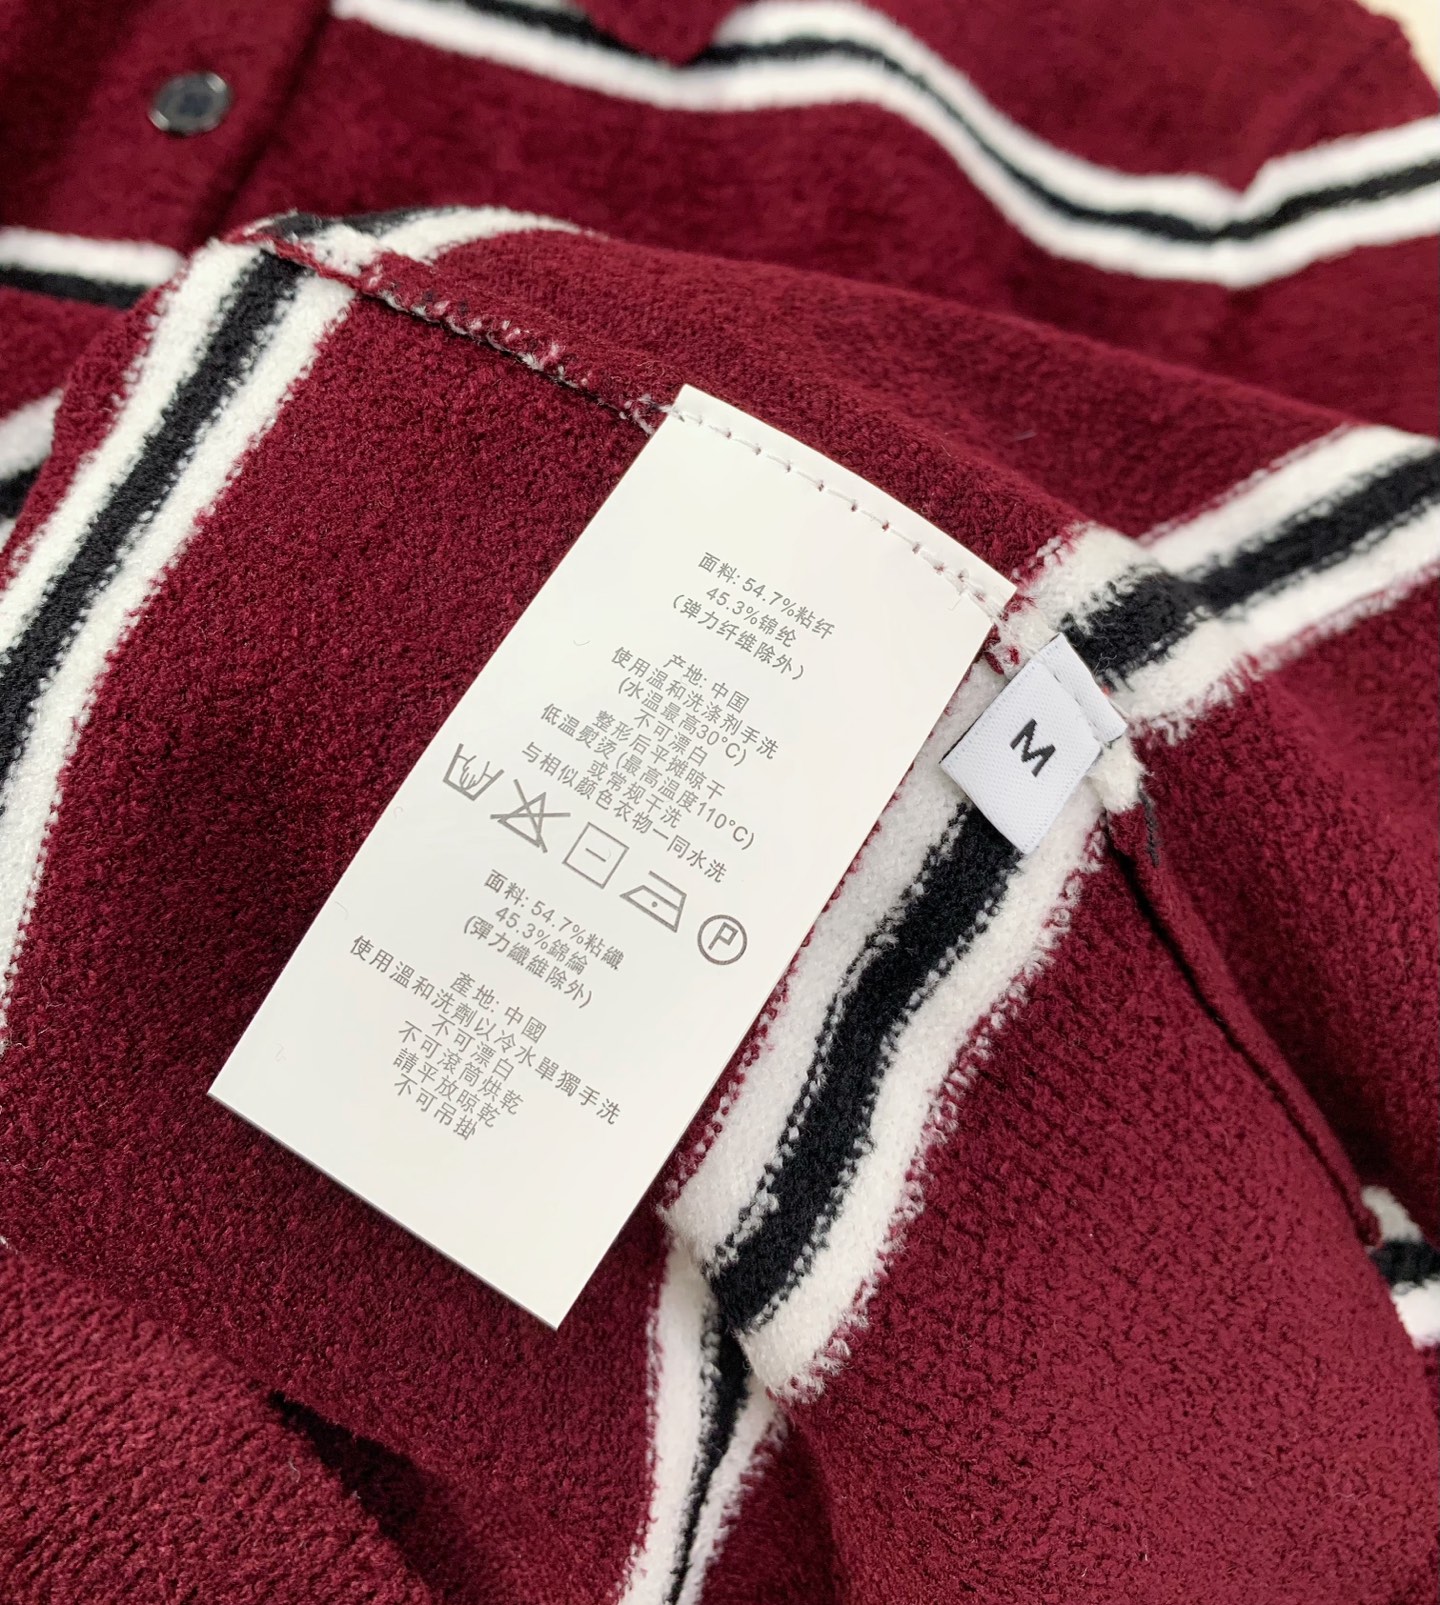 面料: 54.7%粘纤
45.3%锦纶
(弹力纤维除外)
产地: 中国
使用温和洗涤剂手洗
(水温最高30°C)
不可漂白
整形后平摊晾干
低温熨烫 (最高温度110°C)
或常规干洗
与相似颜色衣物一同水洗
P
面料: 54.7%粘纖
45.3%錦綸
(彈力纖維除外)
產地: 中國
使用溫和洗劑以冷水單獨手洗
不可漂白
不可滾筒烘乾
請平放晾乾
不可吊掛
M